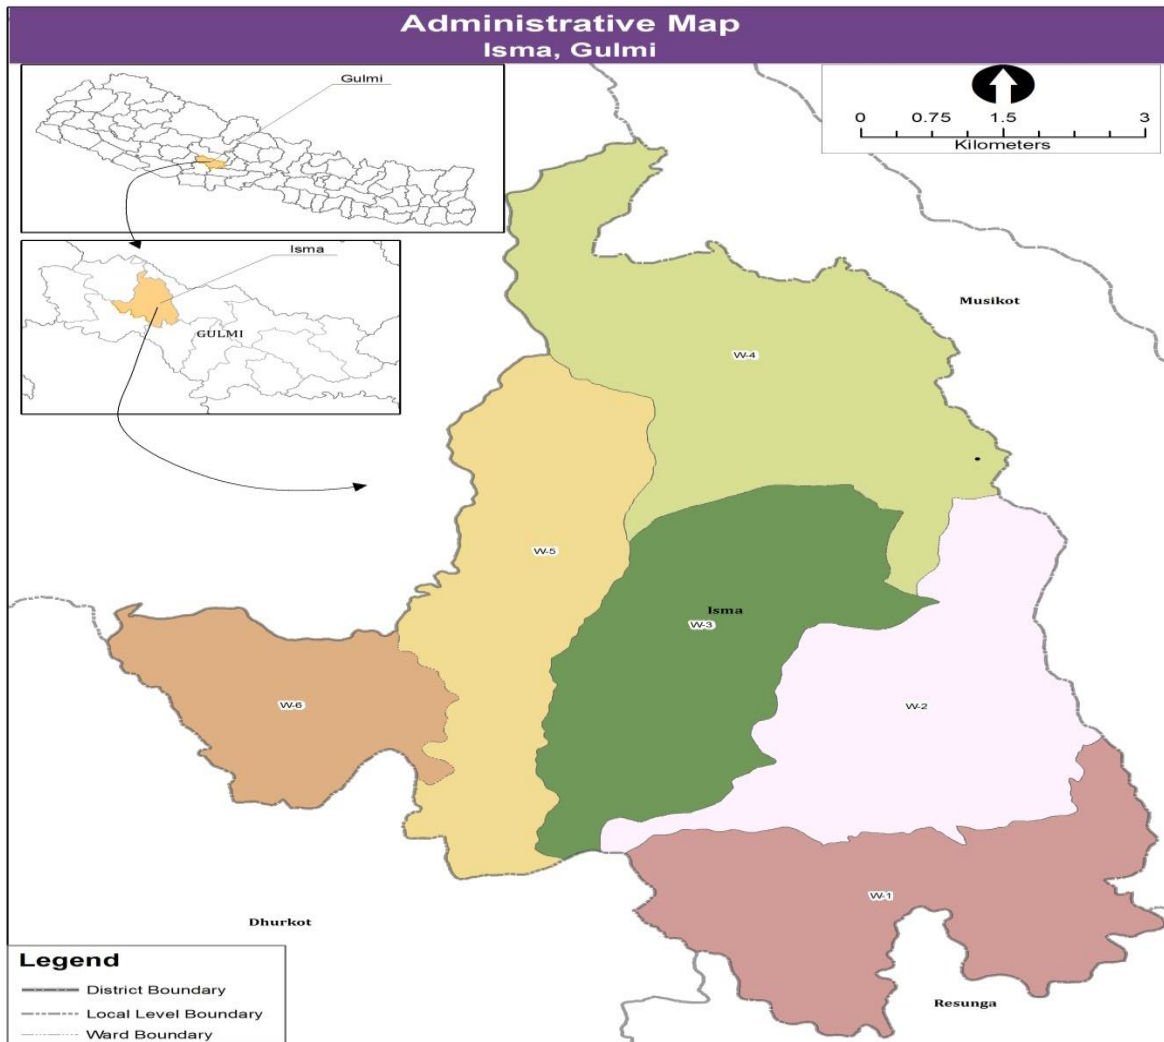 Administrative Map
Isma, Gulmi
Gulmi
0 0.75 1.5 3
Kilometers
Isma
GULMI
Musikot
W-4
W-5
Isma
W-3
W-6
W-2
W-1
Dhurkot
Resunga
Legend
District Boundary
Local Level Boundary
Ward Boundary